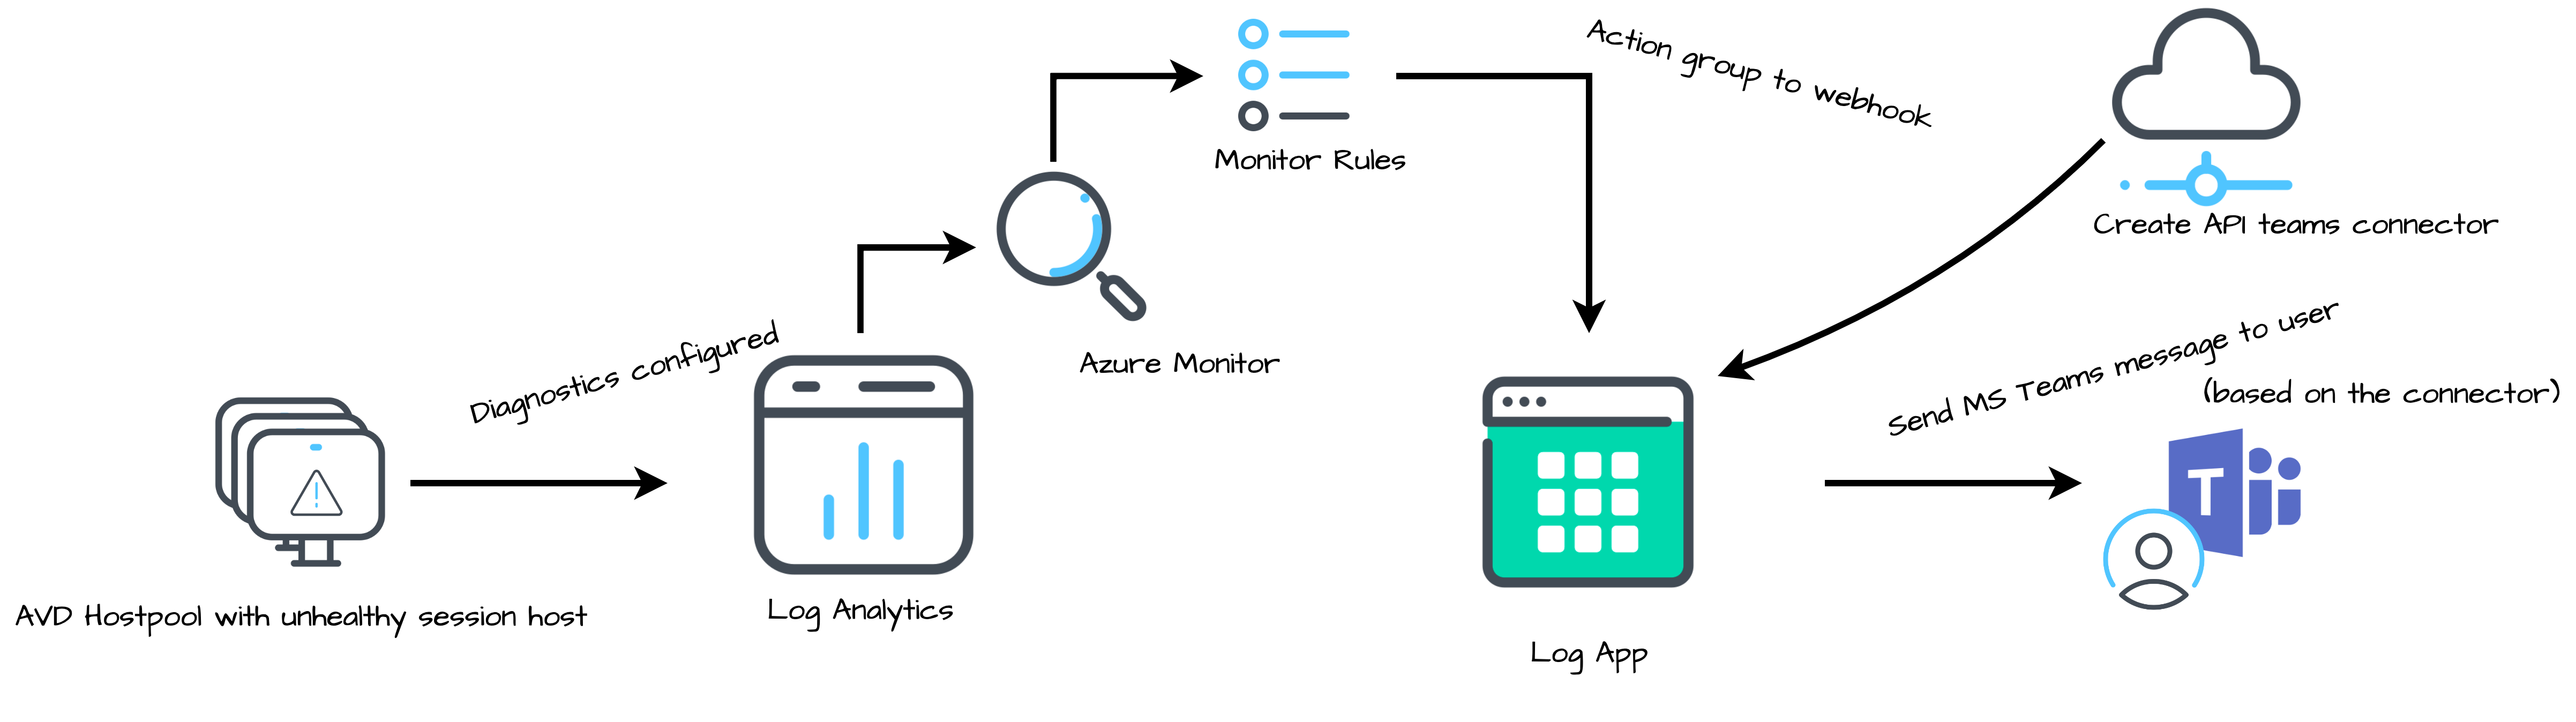 Action group to webhook
Monitor Rules
Create API teams connector
Diagnostics configured
Azure Monitor
Send MS Teams message to user
(based on the connector)
T
AVD Hostpool with unhealthy session host
Log Analytics
Log App